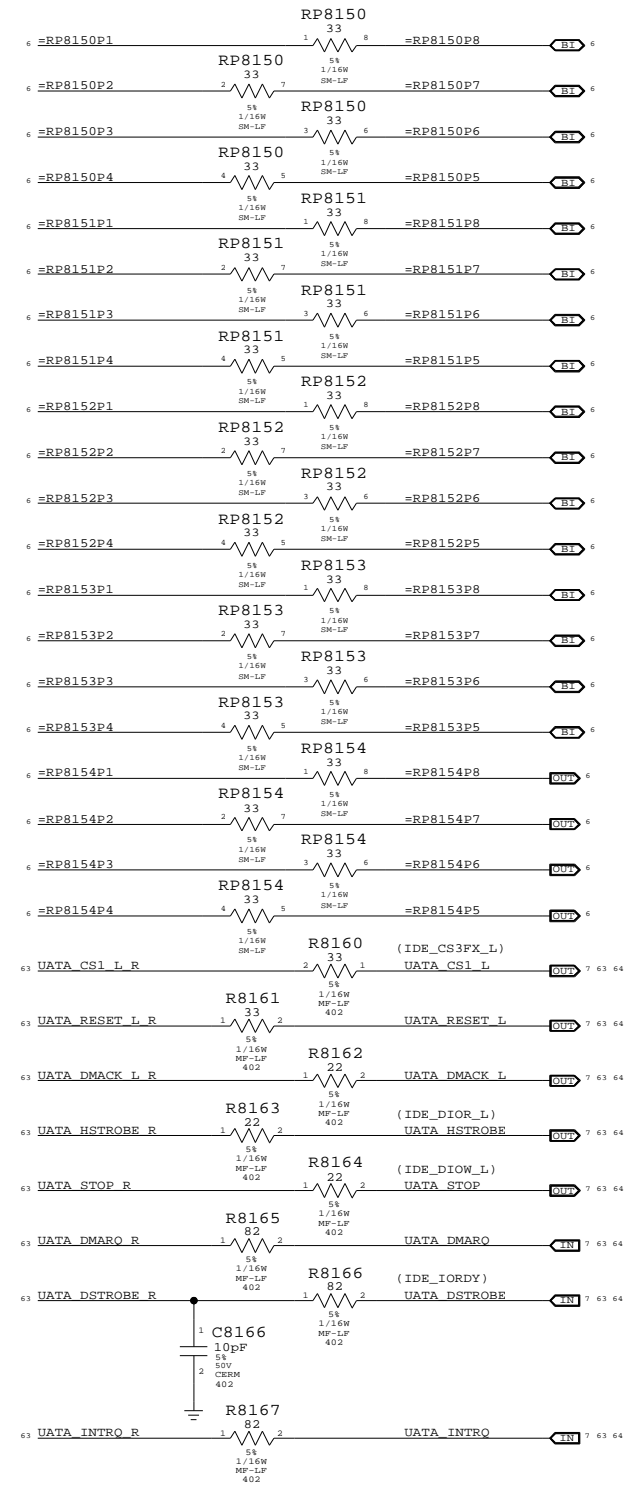 RP8150
33
6 =RP8150P1 1 8 =RP8150P8 BI 6
5%
1/16W
SM-LF
RP8150
33
6 =RP8150P2 2 7 =RP8150P7 BI 6
5%
1/16W
SM-LF
RP8150
33
6 =RP8150P3 3 6 =RP8150P6 BI 6
5%
1/16W
SM-LF
RP8150
33
6 =RP8150P4 4 5 =RP8150P5 BI 6
5%
1/16W
SM-LF
RP8151
33
6 =RP8151P1 1 8 =RP8151P8 BI 6
5%
1/16W
SM-LF
RP8151
33
6 =RP8151P2 2 7 =RP8151P7 BI 6
5%
1/16W
SM-LF
RP8151
33
6 =RP8151P3 3 6 =RP8151P6 BI 6
5%
1/16W
SM-LF
RP8151
33
6 =RP8151P4 4 5 =RP8151P5 BI 6
5%
1/16W
SM-LF
RP8152
33
6 =RP8152P1 1 8 =RP8152P8 BI 6
5%
1/16W
SM-LF
RP8152
33
6 =RP8152P2 2 7 =RP8152P7 BI 6
5%
1/16W
SM-LF
RP8152
33
6 =RP8152P3 3 6 =RP8152P6 BI 6
5%
1/16W
SM-LF
RP8152
33
6 =RP8152P4 4 5 =RP8152P5 BI 6
5%
1/16W
SM-LF
RP8153
33
6 =RP8153P1 1 8 =RP8153P8 BI 6
5%
1/16W
SM-LF
RP8153
33
6 =RP8153P2 2 7 =RP8153P7 BI 6
5%
1/16W
SM-LF
RP8153
33
6 =RP8153P3 3 6 =RP8153P6 BI 6
5%
1/16W
SM-LF
RP8153
33
6 =RP8153P4 4 5 =RP8153P5 BI 6
5%
1/16W
SM-LF
RP8154
33
6 =RP8154P1 1 8 =RP8154P8 OUT 6
5%
1/16W
SM-LF
RP8154
33
6 =RP8154P2 2 7 =RP8154P7 OUT 6
5%
1/16W
SM-LF
RP8154
33
6 =RP8154P3 3 6 =RP8154P6 OUT 6
5%
1/16W
SM-LF
RP8154
33
6 =RP8154P4 4 5 =RP8154P5 OUT 6
5%
1/16W
SM-LF
R8160 (IDE_CS3FX_L)
33
63 UATA_CS1_L_R 2 1 UATA_CS1_L OUT 7 63 64
5%
1/16W
MF-LF
402
R8161
33
63 UATA_RESET_L_R 1 2 UATA_RESET_L OUT 7 63 64
5%
1/16W
MF-LF
402
R8162
22
63 UATA_DMACK_L_R 1 2 UATA_DMACK_L OUT 7 63 64
5%
1/16W
MF-LF
402
R8163 (IDE_DIOR_L)
22
63 UATA_HSTROBE_R 1 2 UATA_HSTROBE OUT 7 63 64
5%
1/16W
MF-LF
402
R8164 (IDE_DIOW_L)
22
63 UATA_STOP_R 1 2 UATA_STOP OUT 7 63 64
5%
1/16W
MF-LF
402
R8165
82
63 UATA_DMARQ_R 1 2 UATA_DMARQ IN 7 63 64
5%
1/16W
MF-LF
402
R8166 (IDE_IORDY)
82
63 UATA_DSTROBE_R 1 2 UATA_DSTROBE IN 7 63 64
5%
1/16W
MF-LF
402
1 C8166
10pF
5%
50V
2 CERM
402
R8167
82
63 UATA_INTRQ_R 1 2 UATA_INTRQ IN 7 63 64
5%
1/16W
MF-LF
402